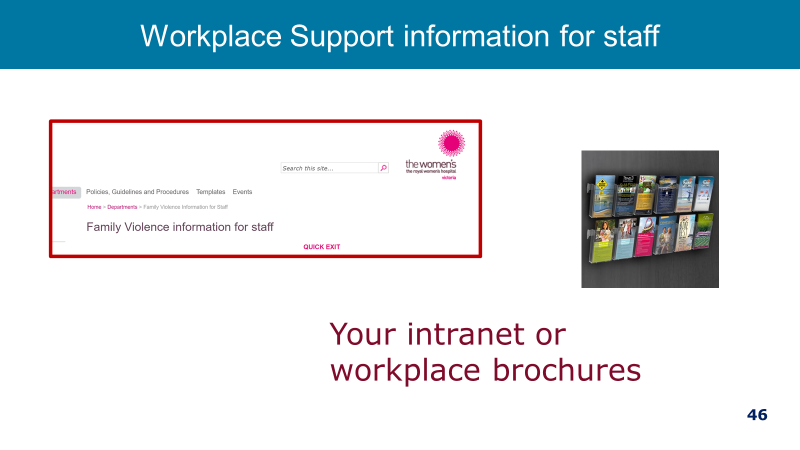 Workplace Support information for staff
the women's
the royal women's hospital
victoria
Search this site...
artments Policies, Guidelines and Procedures Templates Events
Home > Departments > Family Violence Information for Staff
Family Violence information for staff
QUICK EXIT
Your intranet or
workplace brochures
46